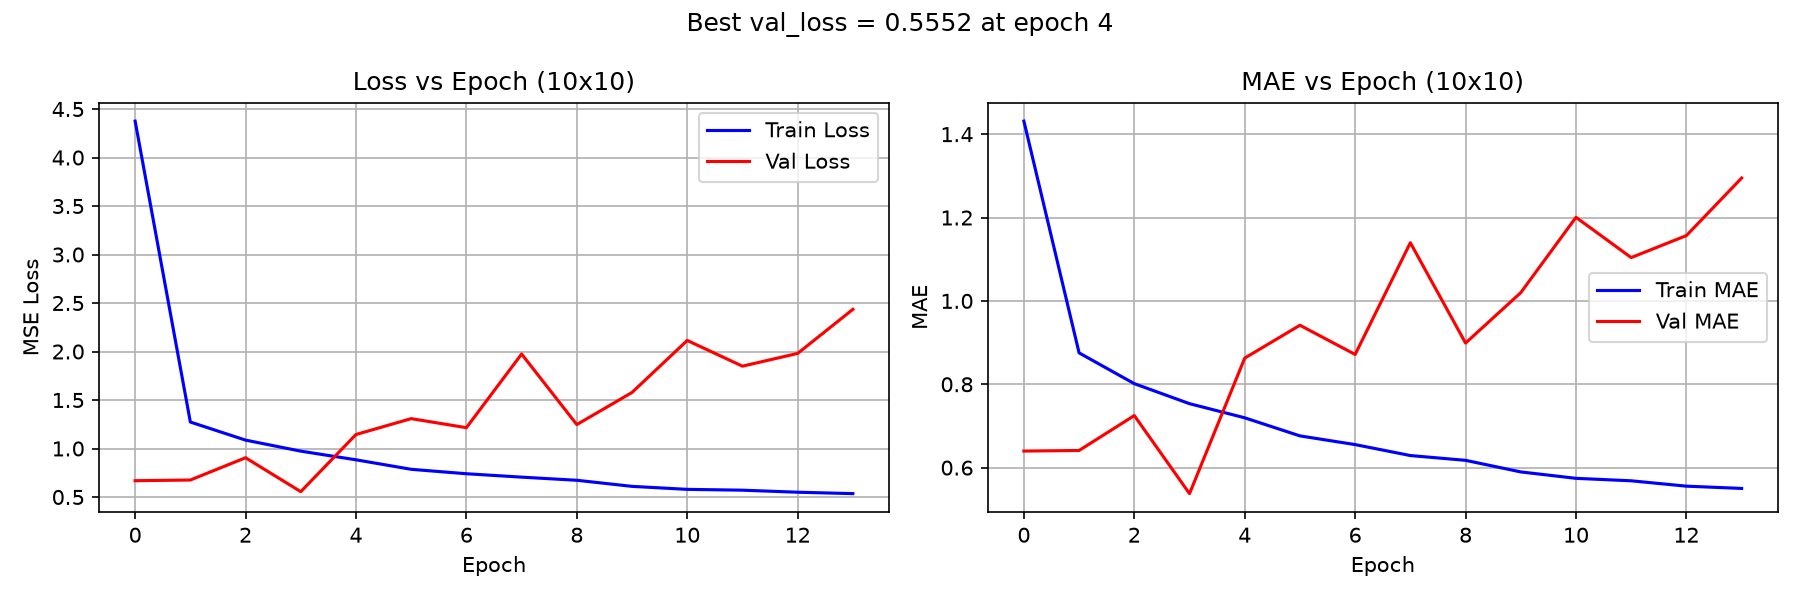 Best val_loss = 0.5552 at epoch 4
Loss vs Epoch (10x10)
4.5
4.0
3.5
3.0
2.5
2.0
1.5
1.0
0.5
MSE Loss
Train Loss
Val Loss
0 2 4 6 8 10 12
Epoch
MAE vs Epoch (10x10)
1.4
1.2
1.0
0.8
0.6
MAE
Train MAE
Val MAE
0 2 4 6 8 10 12
Epoch